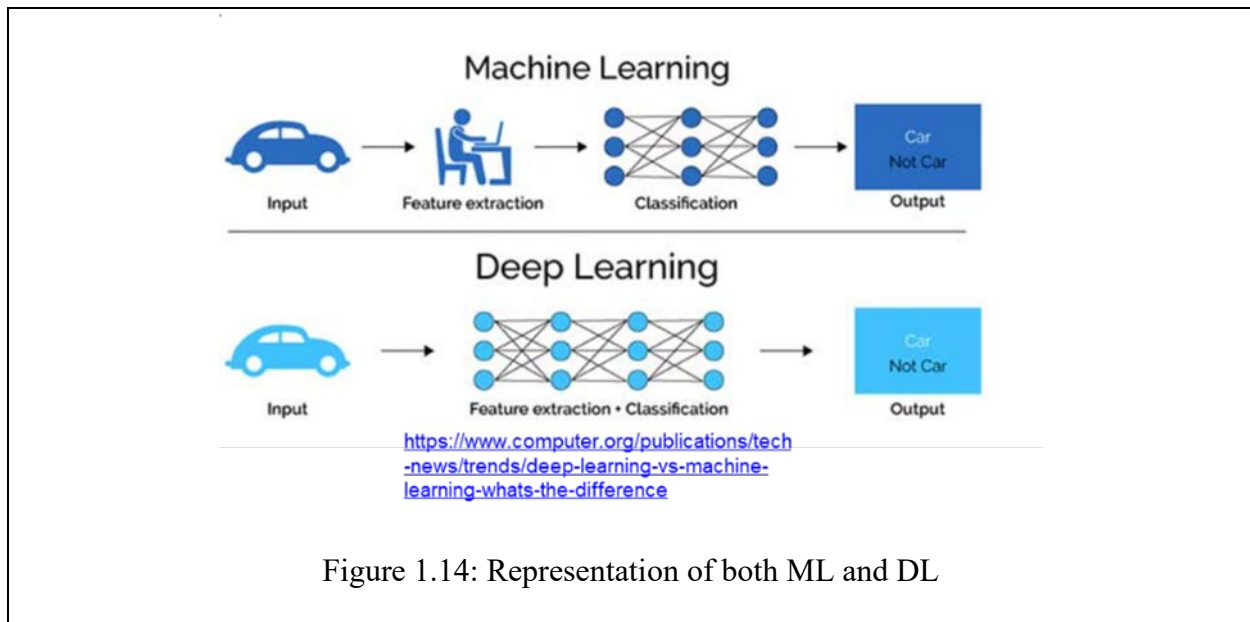 Machine Learning
Car
Not Car
Input
Feature extraction
Classification
Output
Deep Learning
Car
Not Car
Input
Feature extraction + Classification
Output
https://www.computer.org/publications/tech
-news/trends/deep-learning-vs-machine-
learning-whats-the-difference
Figure 1.14: Representation of both ML and DL